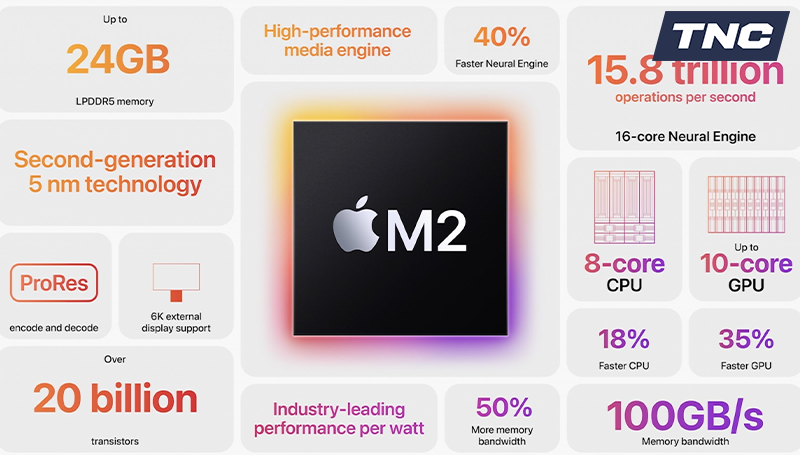 Up to
24GB
LPDDR5 memory
High-performance
media engine
40%
Faster Neural Engine
TNC
15.8 trillion
operations per second
16-core Neural Engine
Second-generation
5 nm technology
M2
8-core
CPU
Up to
10-core
GPU
ProRes
encode and decode
6K external
display support
18%
Faster CPU
35%
Faster GPU
Over
20 billion
transistors
Industry-leading
performance per watt
50%
More memory
bandwidth
100GB/s
Memory bandwidth